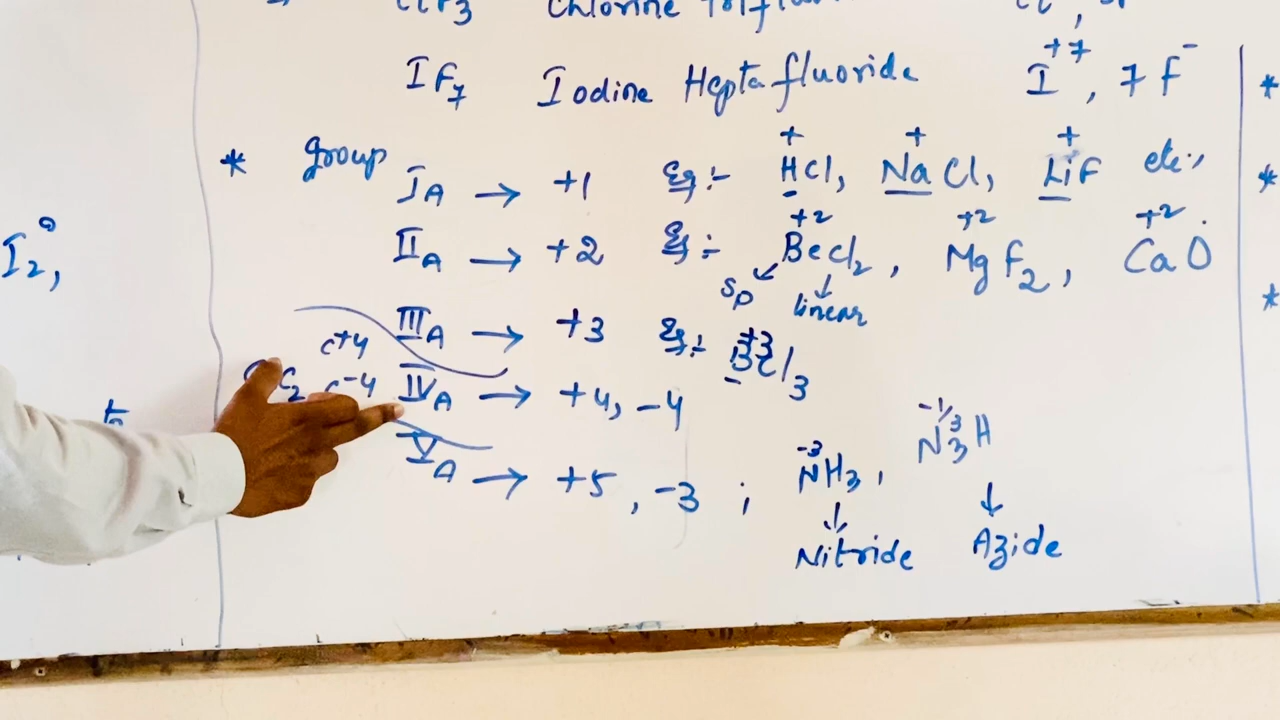 Chlorine
IF₇ Iodine Heptafluoride I⁺⁷, 7F⁻
* group IA → +1 Eg:- H⁺Cl, Na⁺Cl, Li⁺F etc.,
I₂⁰,
IIA → +2 Eg:- Be⁺²Cl₂, Mg⁺²F₂, Ca⁺²O
sp linear
IIIA → +3 Eg:- B⁺³Cl₃
C⁺⁴
C⁻⁴ IVA → +4, -4
VA → +5, -3 ; N⁻³H₃, N₃⁻¹/³H
↓ ↓
Nitride Azide